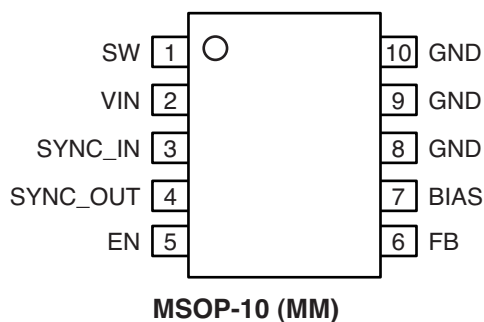 SW 1 10 GND
VIN 2 9 GND
SYNC_IN 3 8 GND
SYNC_OUT 4 7 BIAS
EN 5 6 FB
MSOP-10 (MM)